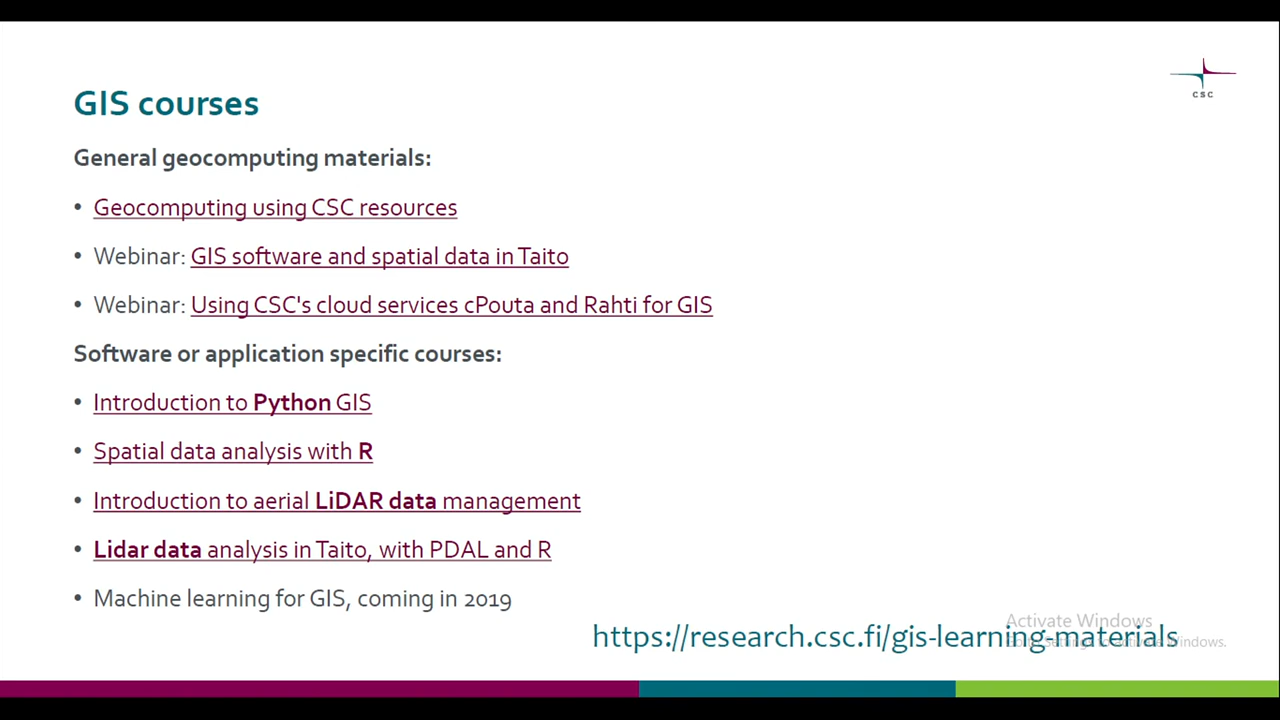 CSC
GIS courses
General geocomputing materials:
• Geocomputing using CSC resources
• Webinar: GIS software and spatial data in Taito
• Webinar: Using CSC's cloud services cPouta and Rahti for GIS
Software or application specific courses:
• Introduction to Python GIS
• Spatial data analysis with R
• Introduction to aerial LiDAR data management
• Lidar data analysis in Taito, with PDAL and R
• Machine learning for GIS, coming in 2019
https://research.csc.fi/gis-learning-materials
Activate Windows
Windows.